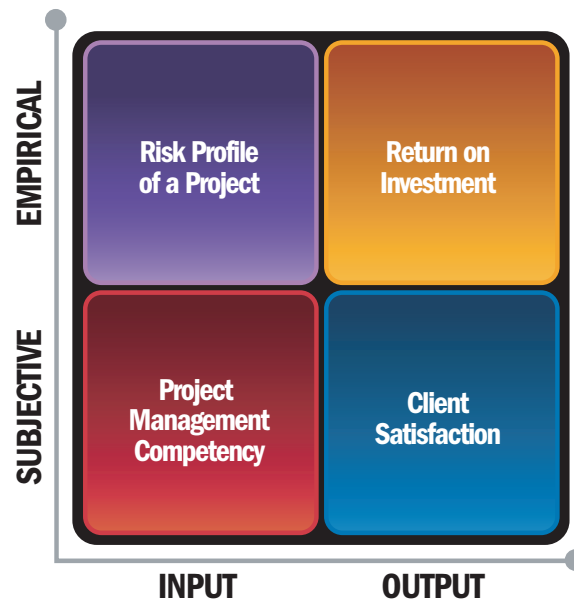 EMPIRICAL
Risk Profile
of a Project
Return on
Investment
SUBJECTIVE
Project
Management
Competency
Client
Satisfaction
INPUT
OUTPUT